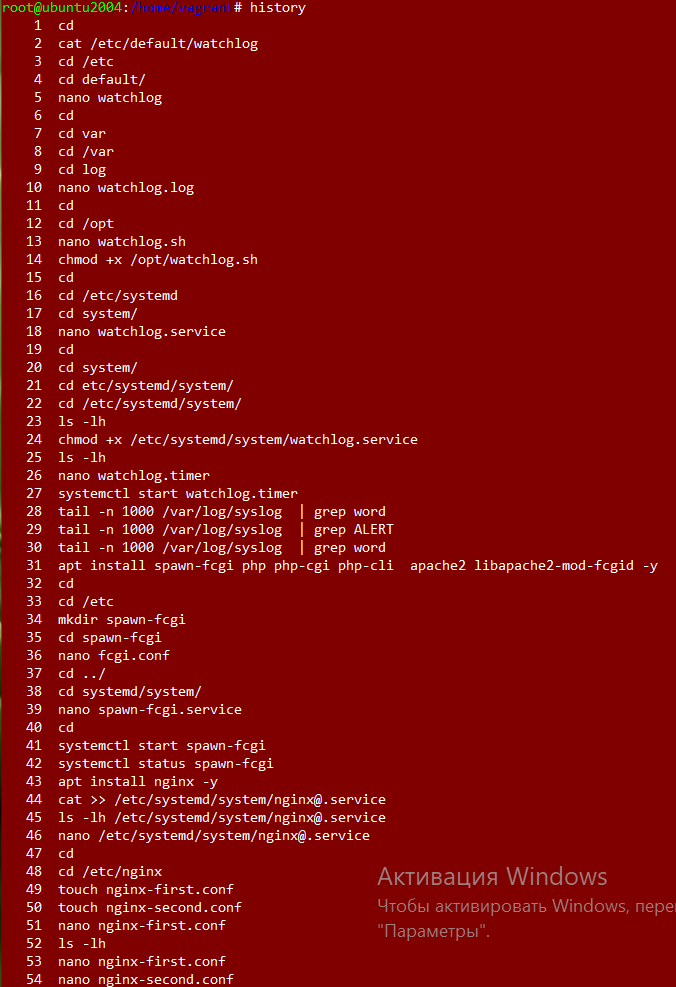 root@ubuntu2004:/home/vagrant# history
1 cd
2 cat /etc/default/watchlog
3 cd /etc
4 cd default/
5 nano watchlog
6 cd
7 cd var
8 cd /var
9 cd log
10 nano watchlog.log
11 cd
12 cd /opt
13 nano watchlog.sh
14 chmod +x /opt/watchlog.sh
15 cd
16 cd /etc/systemd
17 cd system/
18 nano watchlog.service
19 cd
20 cd system/
21 cd etc/systemd/system/
22 cd /etc/systemd/system/
23 ls -lh
24 chmod +x /etc/systemd/system/watchlog.service
25 ls -lh
26 nano watchlog.timer
27 systemctl start watchlog.timer
28 tail -n 1000 /var/log/syslog | grep word
29 tail -n 1000 /var/log/syslog | grep ALERT
30 tail -n 1000 /var/log/syslog | grep word
31 apt install spawn-fcgi php php-cgi php-cli apache2 libapache2-mod-fcgid -y
32 cd
33 cd /etc
34 mkdir spawn-fcgi
35 cd spawn-fcgi
36 nano fcgi.conf
37 cd ../
38 cd systemd/system/
39 nano spawn-fcgi.service
40 cd
41 systemctl start spawn-fcgi
42 systemctl status spawn-fcgi
43 apt install nginx -y
44 cat >> /etc/systemd/system/nginx@.service
45 ls -lh /etc/systemd/system/nginx@.service
46 nano /etc/systemd/system/nginx@.service
47 cd
48 cd /etc/nginx
49 touch nginx-first.conf
50 touch nginx-second.conf
51 nano nginx-first.conf
52 ls -lh
53 nano nginx-first.conf
54 nano nginx-second.conf
Активация Windows
Чтобы активировать Windows, пере
"Параметры".